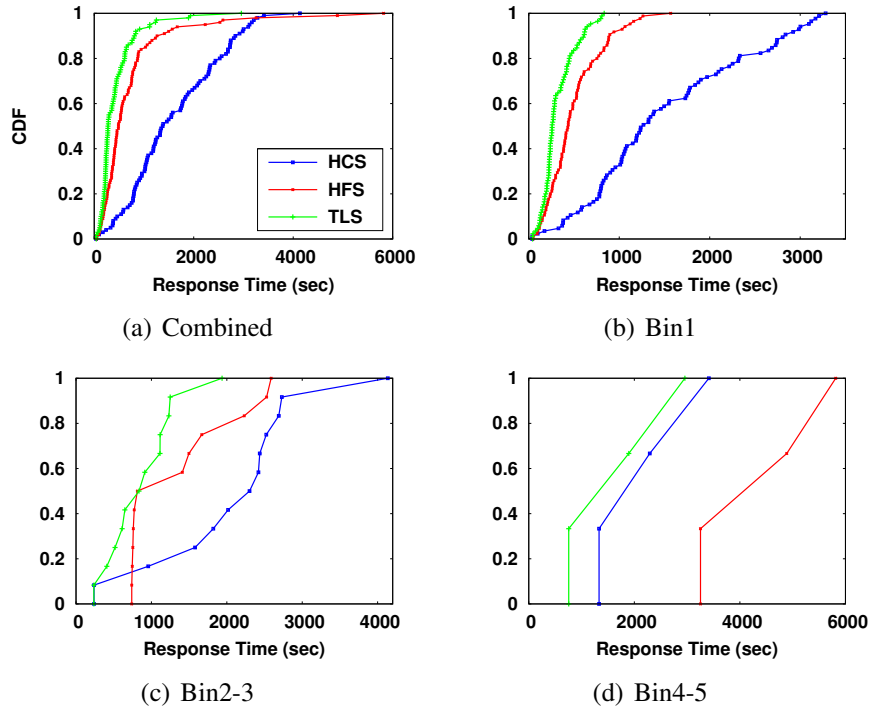 1
0.8
0.6
0.4
0.2
0
CDF
0 2000 4000 6000
Response Time (sec)
HCS
HFS
TLS
(a) Combined
1
0.8
0.6
0.4
0.2
0
0 1000 2000 3000
Response Time (sec)
(b) Bin1
1
0.8
0.6
0.4
0.2
0
0 1000 2000 3000 4000
Response Time (sec)
(c) Bin2-3
1
0.8
0.6
0.4
0.2
0
0 2000 4000 6000
Response Time (sec)
(d) Bin4-5